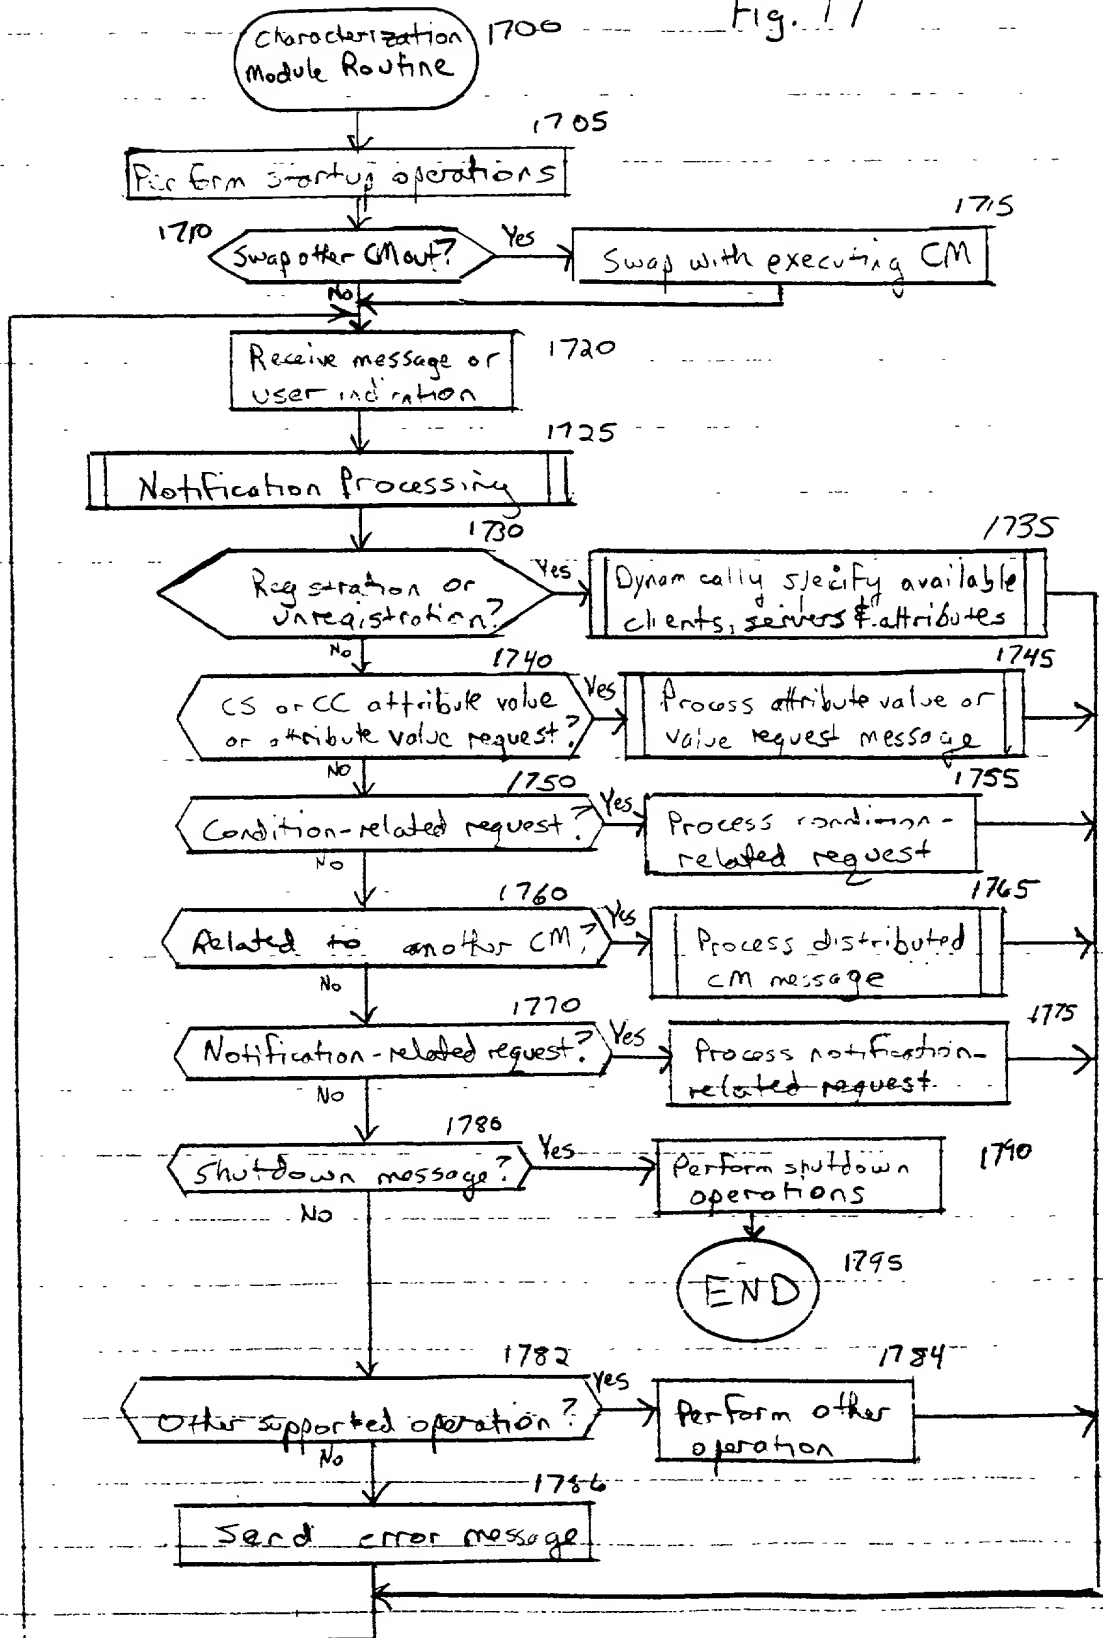 Fig. 17
Characterization
Module Routine
1700
1705
Perform startup operations
1710
Swap other CM out?
Yes
1715
Swap with executing CM
No
Receive message or
user indication
1720
1725
Notification Processing
1730
Registration or
unregistration?
Yes
1735
Dynamically specify available
clients, servers & attributes
No
1740
CS or CC attribute value
or attribute value request?
Yes
1745
Process attribute value or
value request message
No
1750
Condition-related request?
Yes
1755
Process condition-
related request
No
1760
Related to another CM?
Yes
1765
Process distributed
CM message
No
1770
Notification-related request?
Yes
1775
Process notification-
related request
No
1780
Shutdown message?
Yes
Perform shutdown
operations
1790
No
END
1795
1782
Other supported operation?
Yes
1784
Perform other
operation
No
1786
Send error message